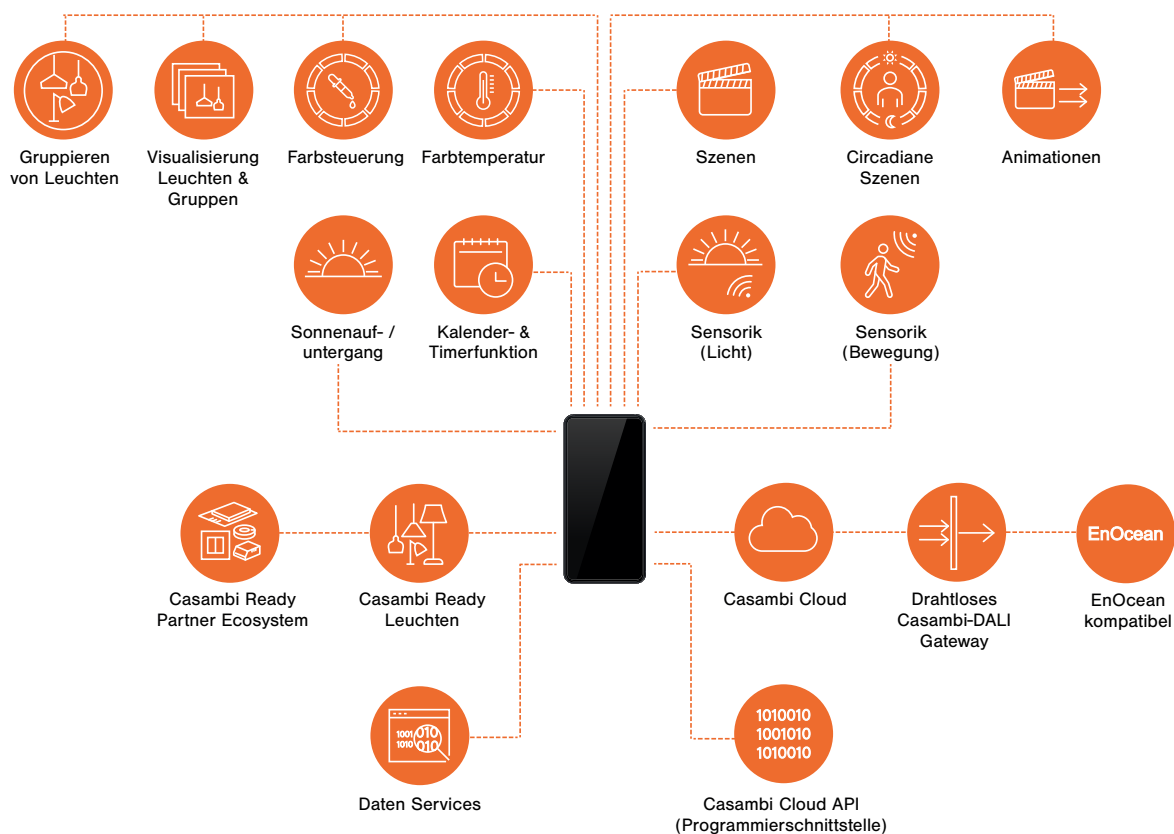 Gruppieren
von Leuchten
Visualisierung
Leuchten &
Gruppen
Farbsteuerung
Farbtemperatur
Szenen
Circadiane
Szenen
Animationen
Sonnenauf- /
untergang
Kalender- &
Timerfunktion
Sensorik
(Licht)
Sensorik
(Bewegung)
Casambi Ready
Partner Ecosystem
Casambi Ready
Leuchten
Casambi Cloud
Drahtloses
Casambi-DALI
Gateway
EnOcean
EnOcean
kompatibel
1001 010
1010 010
Daten Services
1010010
1001010
1010010
Casambi Cloud API
(Programmierschnittstelle)